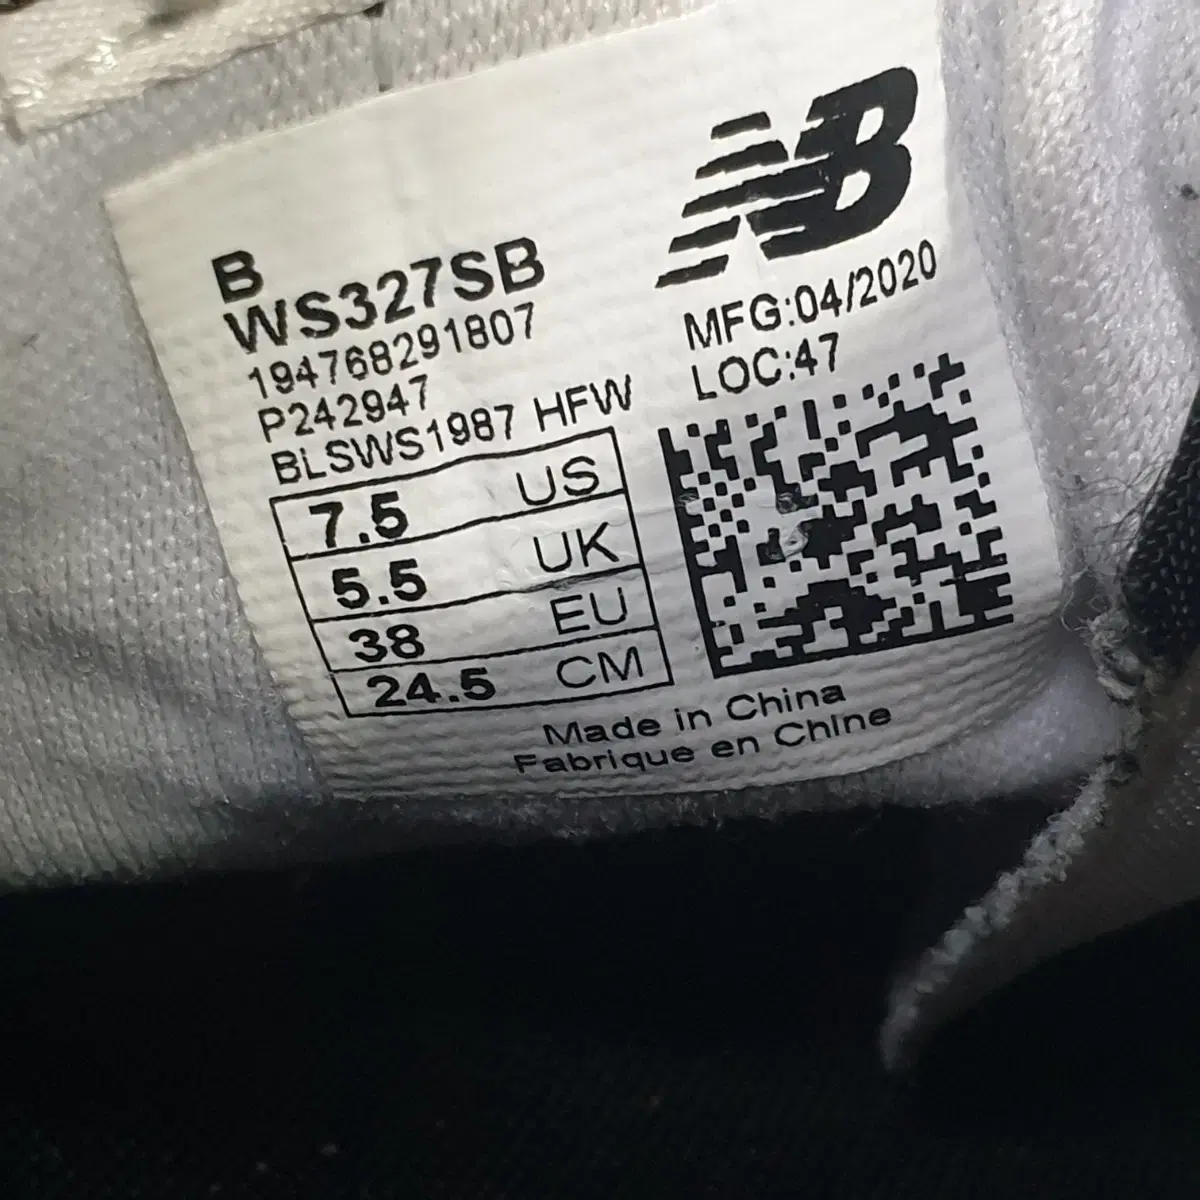 NB
B
WS327SB
194768291807
P242947
BLSWS1987 HFW
MFG:04/2020
LOC:47
7.5 US
5.5 UK
38 EU
24.5 CM
Made in China
Fabrique en Chine